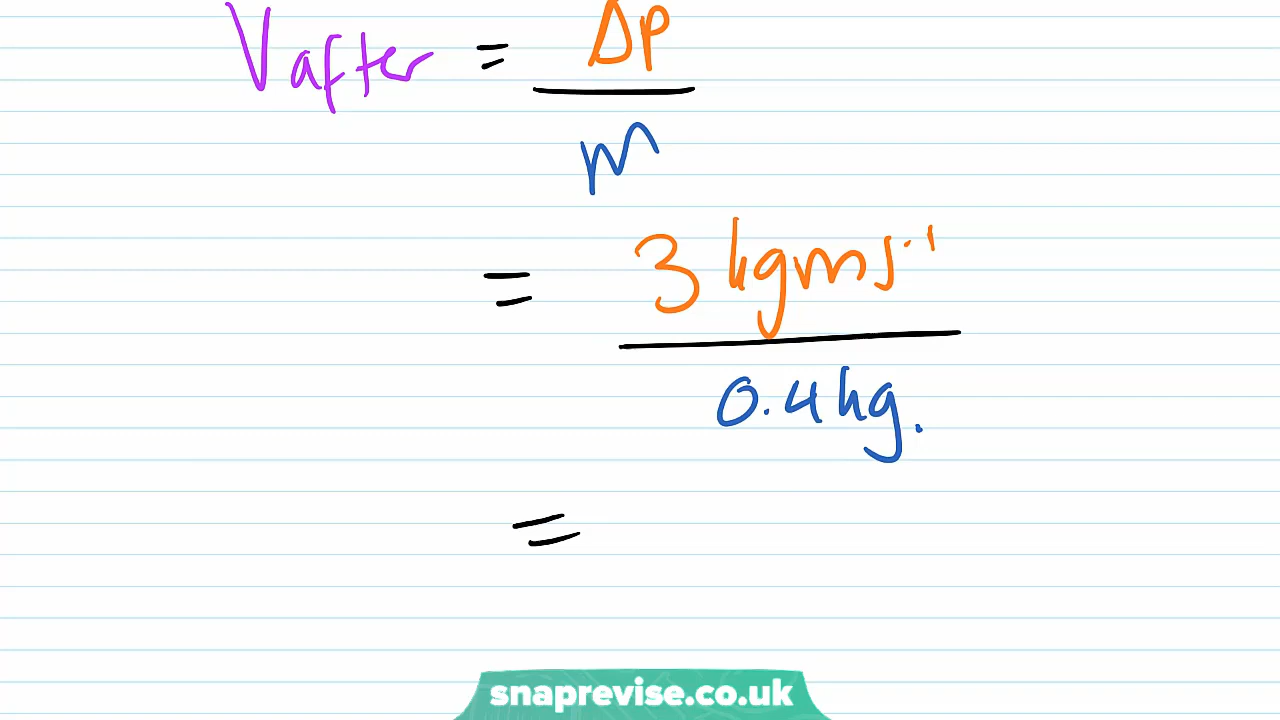 Vafter = Δp
m
= 3 kgms⁻¹
0.4kg.
=
snaprevise.co.uk